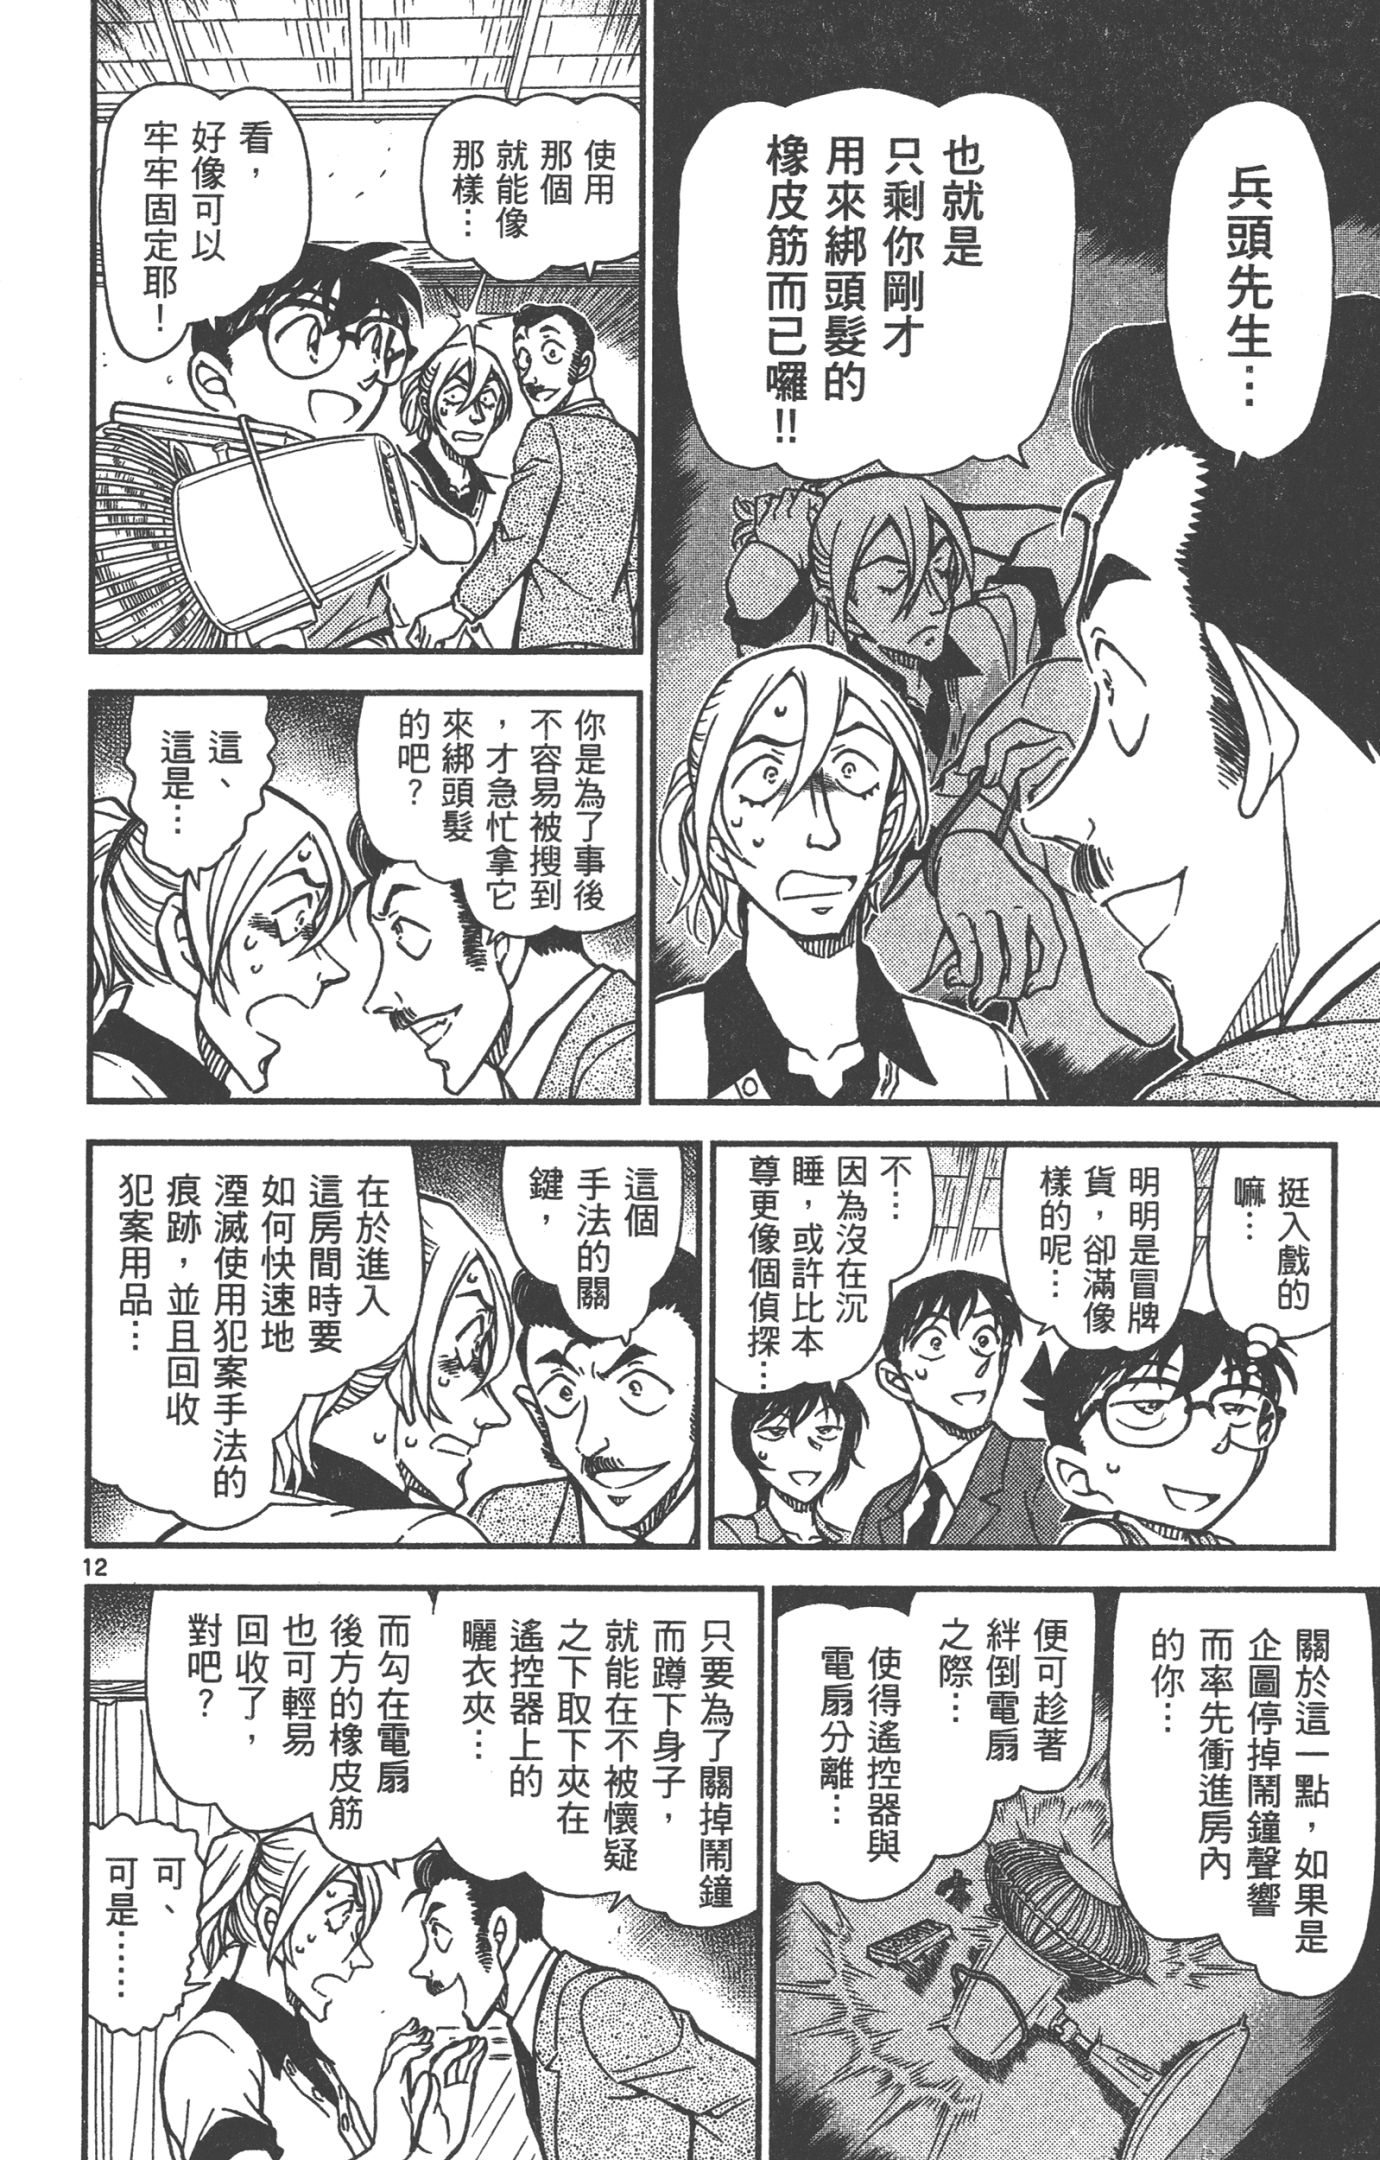 兵頭先生…
也就是
只剩你剛才
用來綁頭髮的
橡皮筋而已囉!!
使用
那個
就能像
那樣…
看，
好像可以
牢牢固定耶！
你是為了事後
不容易被搜到
，才急忙拿它
來綁頭髮
的吧？
這、
這是…
挺入戲的
嘛…
明明是冒牌
貨，卻滿像
樣的呢…
不…
因為沒在沉
睡，或許比本
尊更像個偵探…
這個
手法的關
鍵，
在於進入
這房間時要
如何快速地
湮滅使用犯案手法的
痕跡，並且回收
犯案用品…
12
關於這一點，如果是
企圖停掉鬧鐘聲響
而率先衝進房內
的你…
便可趁著
絆倒電扇
之際…
使得遙控器與
電扇分離…
只要為了關掉鬧鐘
而蹲下身子，
就能在不被懷疑
之下取下夾在
遙控器上的
曬衣夾…
而勾在電扇
後方的橡皮筋
也可輕易
回收了，
對吧？
可、
可是……